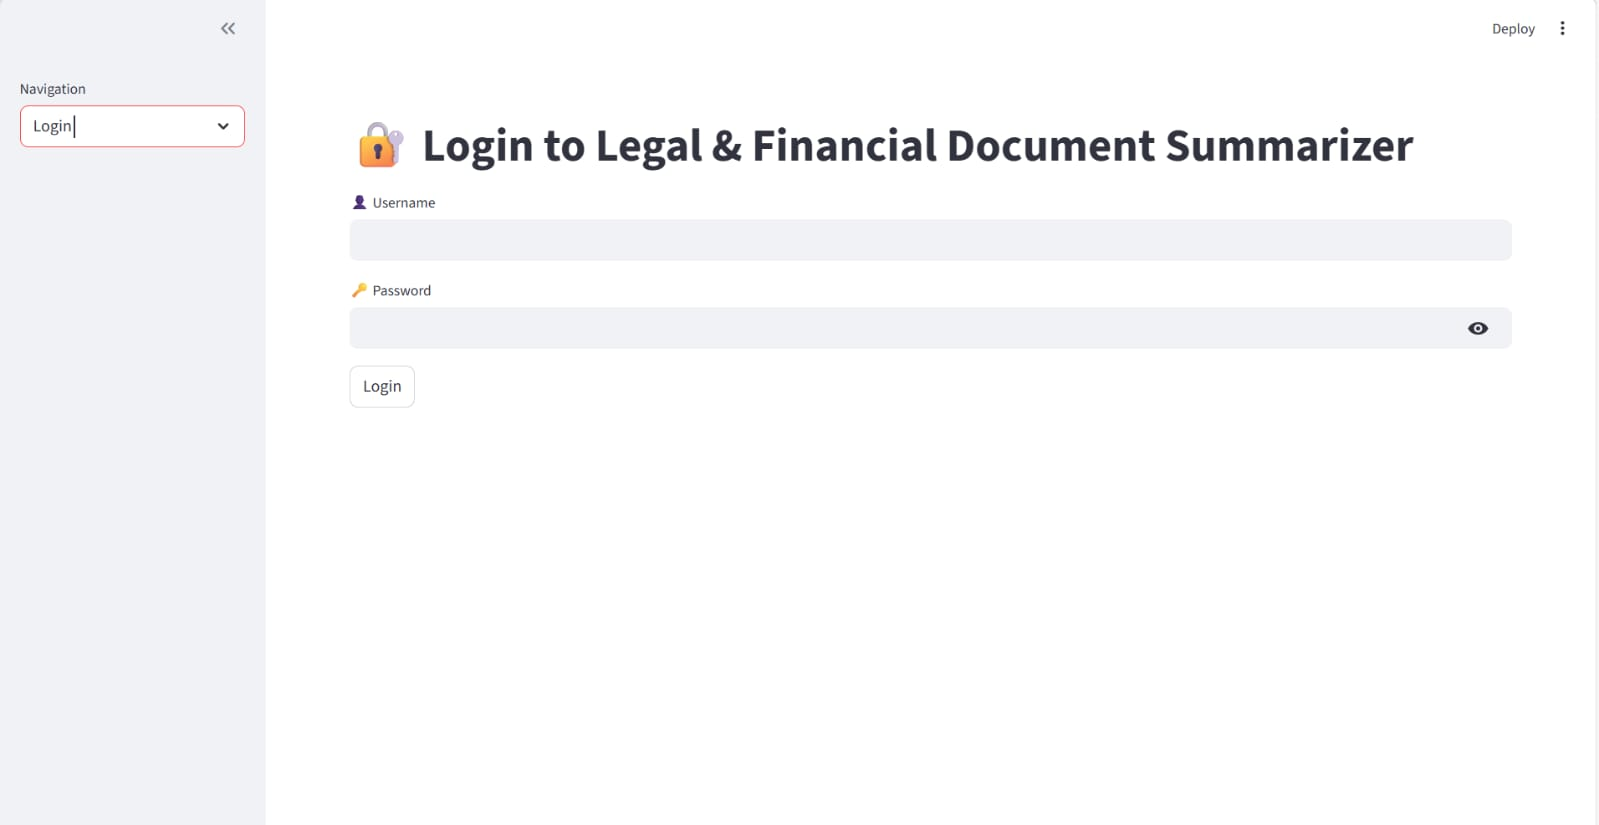 Deploy
Navigation
Login
Login to Legal & Financial Document Summarizer
Username
Password
Login